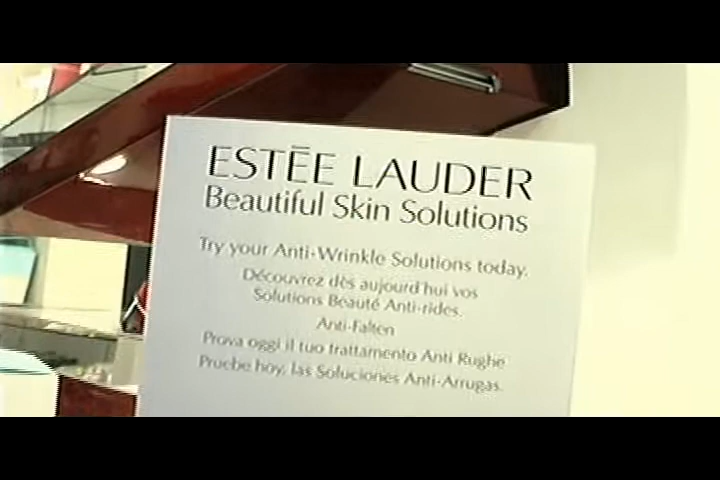 ESTĒE LAUDER
Beautiful Skin Solutions
Try your Anti-Wrinkle Solutions today.
Découvrez dès aujourd'hui vos
Solutions Beauté Anti-rides.
Anti-Falten
Prova oggi il tuo trattamento Anti Rughe
Pruebe hoy, las Soluciones Anti-Arrugas.